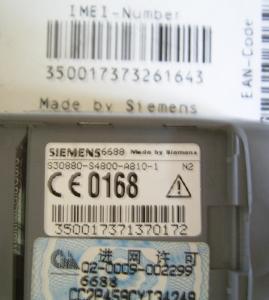 IMEI-Number
350017373261643
Made by Siemens
EAN-Code
SIEMENS 6688 Made by Siemens
S30880-S4800-A810-1 N2
CE 0168
350017371370172
进网许可
02-0009-002299
6688